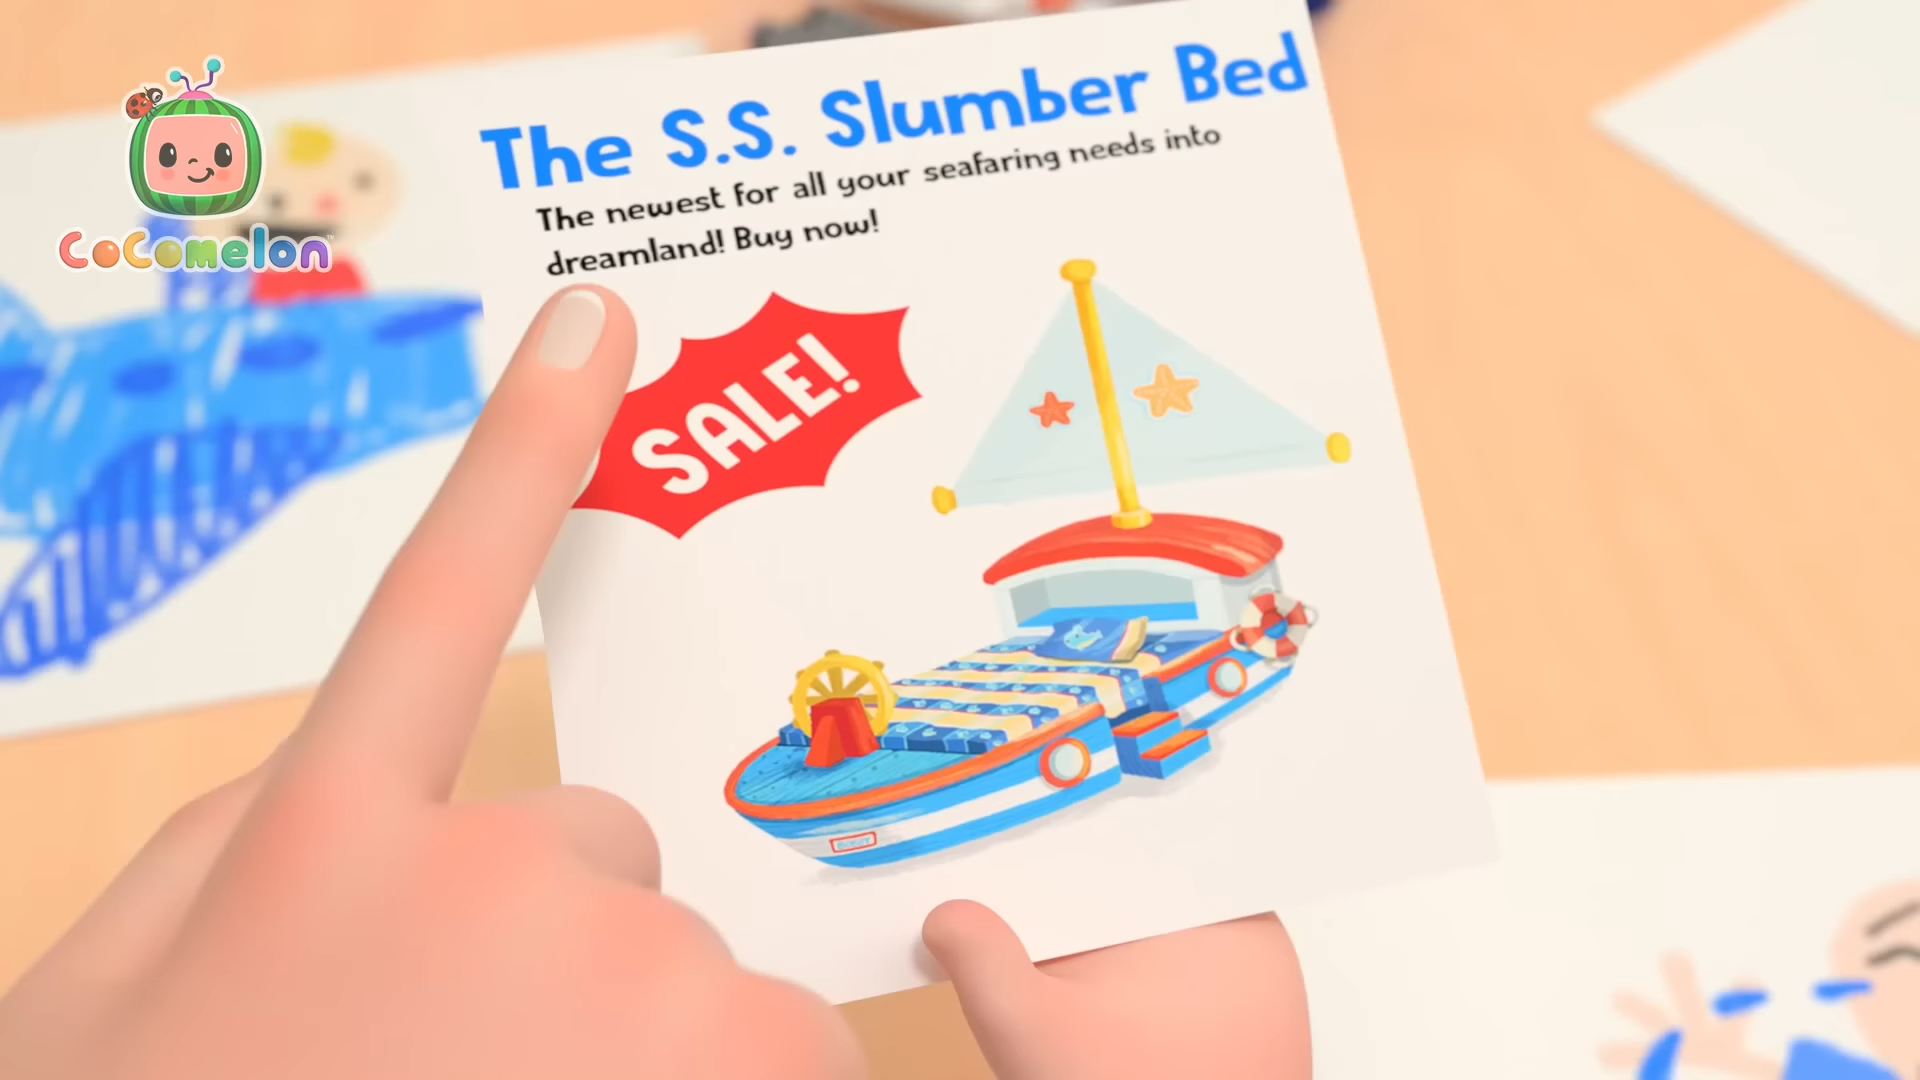 The S.S. Slumber Bed
The newest for all your seafaring needs into
dreamland! Buy now!
SALE!
CoCoMelon